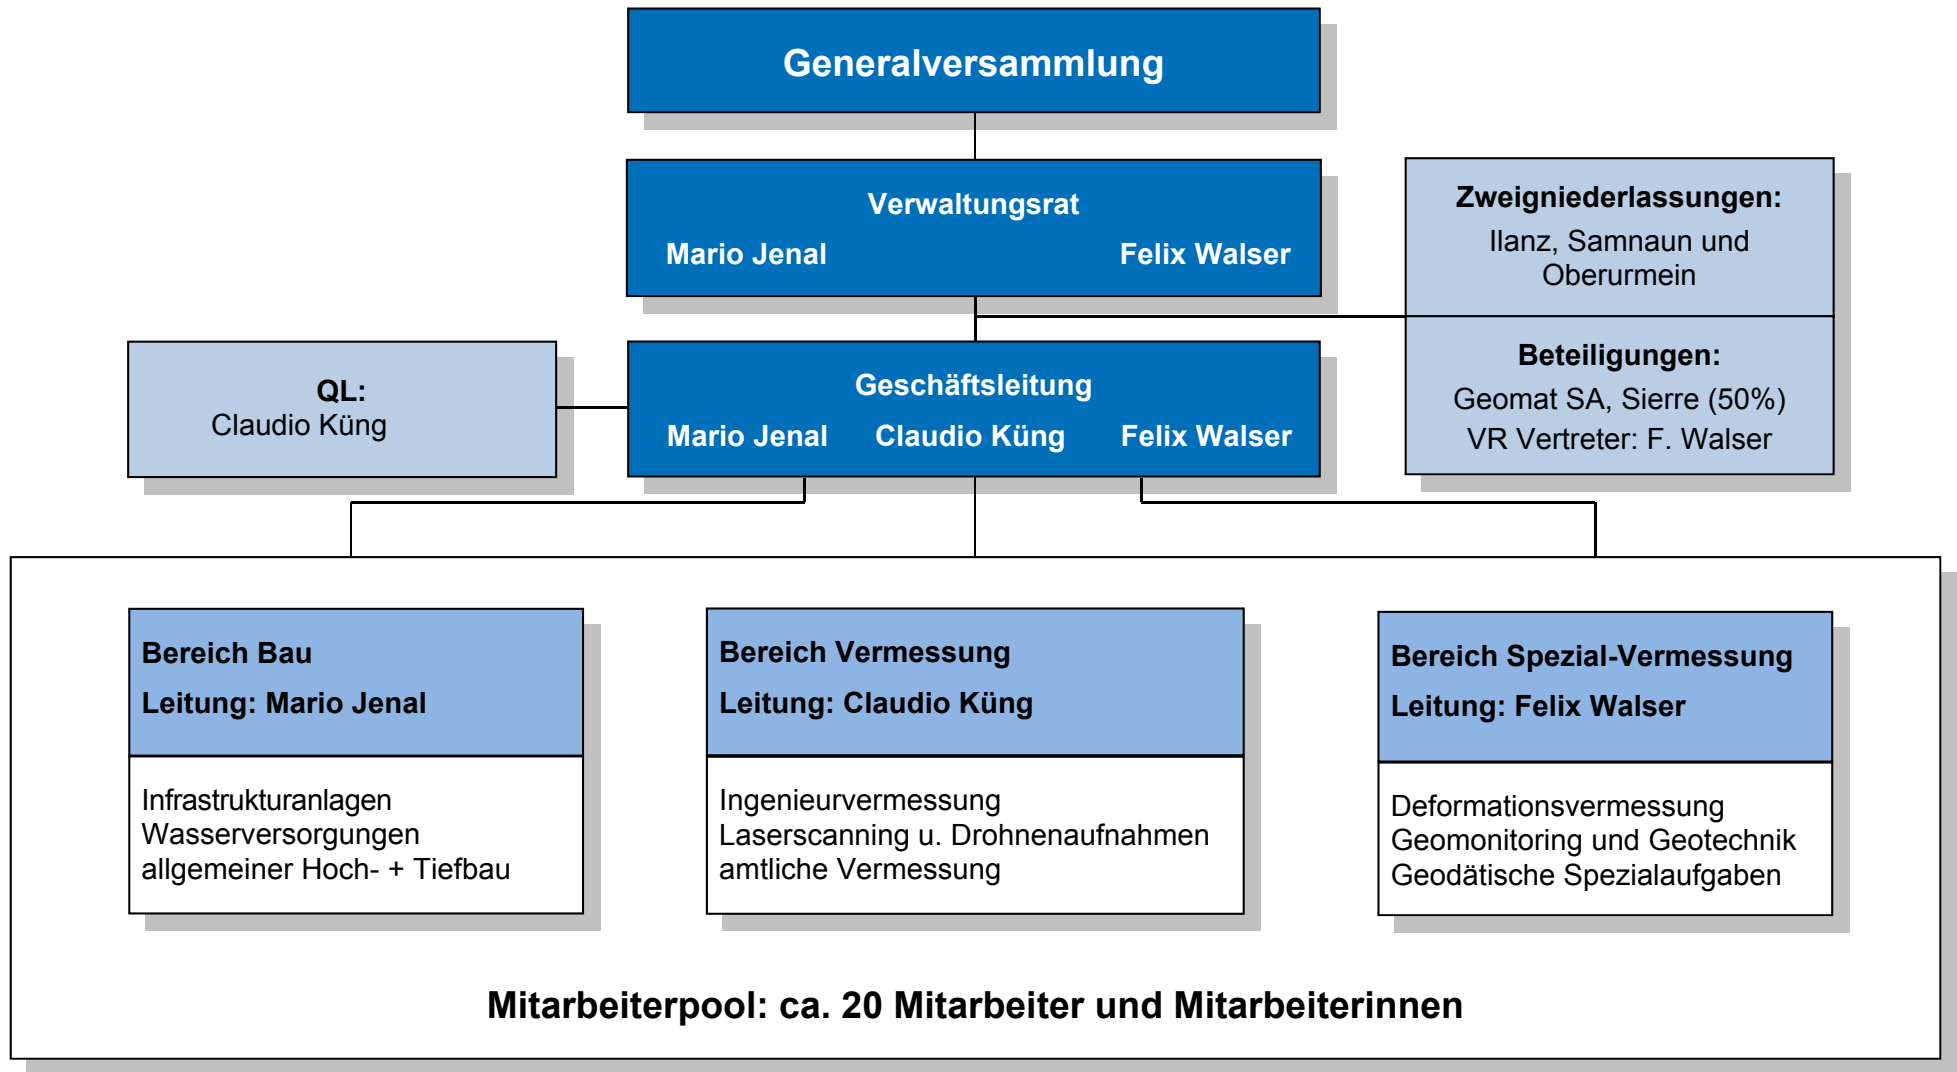 Generalversammlung
Verwaltungsrat
Mario Jenal Felix Walser
Zweigniederlassungen:
Ilanz, Samnaun und
Oberurmein
Beteiligungen:
Geomat SA, Sierre (50%)
VR Vertreter: F. Walser
QL:
Claudio Küng
Geschäftsleitung
Mario Jenal Claudio Küng Felix Walser
Bereich Bau
Leitung: Mario Jenal
Infrastrukturanlagen
Wasserversorgungen
allgemeiner Hoch- + Tiefbau
Bereich Vermessung
Leitung: Claudio Küng
Ingenieurvermessung
Laserscanning u. Drohnenaufnahmen
amtliche Vermessung
Bereich Spezial-Vermessung
Leitung: Felix Walser
Deformationsvermessung
Geomonitoring und Geotechnik
Geodätische Spezialaufgaben
Mitarbeiterpool: ca. 20 Mitarbeiter und Mitarbeiterinnen